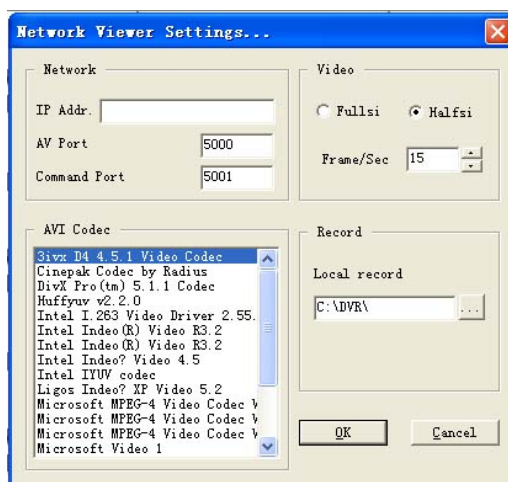 Network Viewer Settings...
Network
IP Addr.
AV Port 5000
Command Port 5001
Video
Fullsi Halfsi
Frame/Sec 15
AVI Codec
3ivx D4 4.5.1 Video Codec
Cinepak Codec by Radius
DivX Pro(tm) 5.1.1 Codec
Huffyuv v2.2.0
Intel I.263 Video Driver 2.55.
Intel Indeo(R) Video R3.2
Intel Indeo(R) Video R3.2
Intel Indeo? Video 4.5
Intel IYUV codec
Ligos Indeo? XP Video 5.2
Microsoft MPEG-4 Video Codec V
Microsoft MPEG-4 Video Codec V
Microsoft MPEG-4 Video Codec V
Microsoft Video 1
Record
Local record
C:\DVR\ ...
OK Cancel